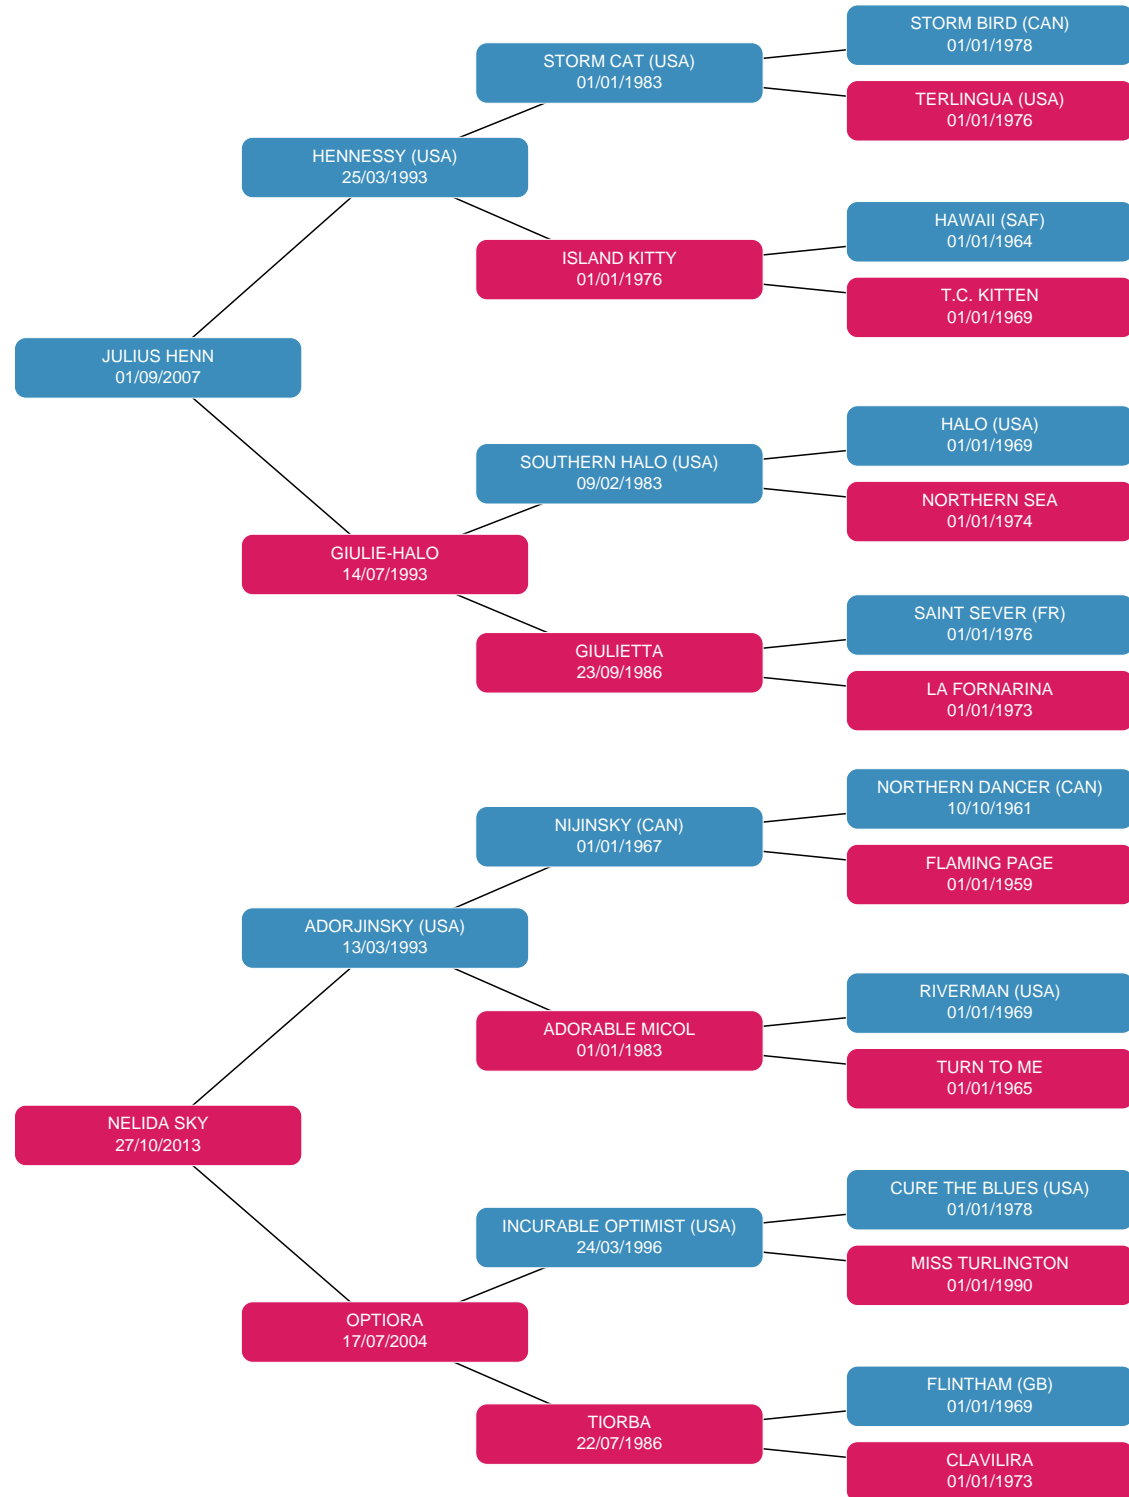 STORM BIRD (CAN)
01/01/1978
STORM CAT (USA)
01/01/1983
TERLINGUA (USA)
01/01/1976
HENNESSY (USA)
25/03/1993
HAWAII (SAF)
01/01/1964
ISLAND KITTY
01/01/1976
T.C. KITTEN
01/01/1969
JULIUS HENN
01/09/2007
HALO (USA)
01/01/1969
SOUTHERN HALO (USA)
09/02/1983
NORTHERN SEA
01/01/1974
GIULIE-HALO
14/07/1993
SAINT SEVER (FR)
01/01/1976
GIULIETTA
23/09/1986
LA FORNARINA
01/01/1973
NORTHERN DANCER (CAN)
10/10/1961
NIJINSKY (CAN)
01/01/1967
FLAMING PAGE
01/01/1959
ADORJINSKY (USA)
13/03/1993
RIVERMAN (USA)
01/01/1969
ADORABLE MICOL
01/01/1983
TURN TO ME
01/01/1965
NELIDA SKY
27/10/2013
CURE THE BLUES (USA)
01/01/1978
INCURABLE OPTIMIST (USA)
24/03/1996
MISS TURLINGTON
01/01/1990
OPTIORA
17/07/2004
FLINTHAM (GB)
01/01/1969
TIORBA
22/07/1986
CLAVILIRA
01/01/1973